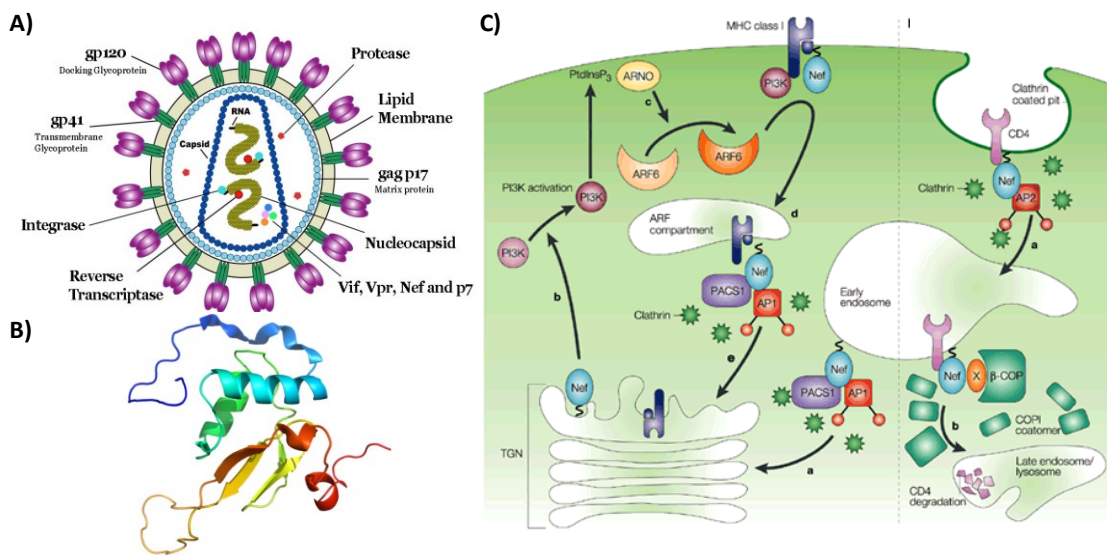 A)
gp120
Docking Glycoprotein
gp41
Transmembrane
Glycoprotein
Integrase
Reverse
Transcriptase
RNA
Capsid
Protease
Lipid
Membrane
gag p17
Matrix protein
Nucleocapsid
Vif, Vpr, Nef and p7
B)
C)
MHC class I
PtdInsP3
ARNO
c
PI3K
Nef
ARF6
ARF6
PI3K activation
PI3K
PI3K
b
d
ARF
compartment
Nef
PACS1
AP1
Clathrin
e
Nef
TGN
Nef
PACS1
AP1
a
I
Clathrin
coated pit
CD4
Nef
Clathrin
AP2
a
Early
endosome
Nef
X
β-COP
b
COPI
coatomer
Late endosome/
lysosome
CD4
degradation